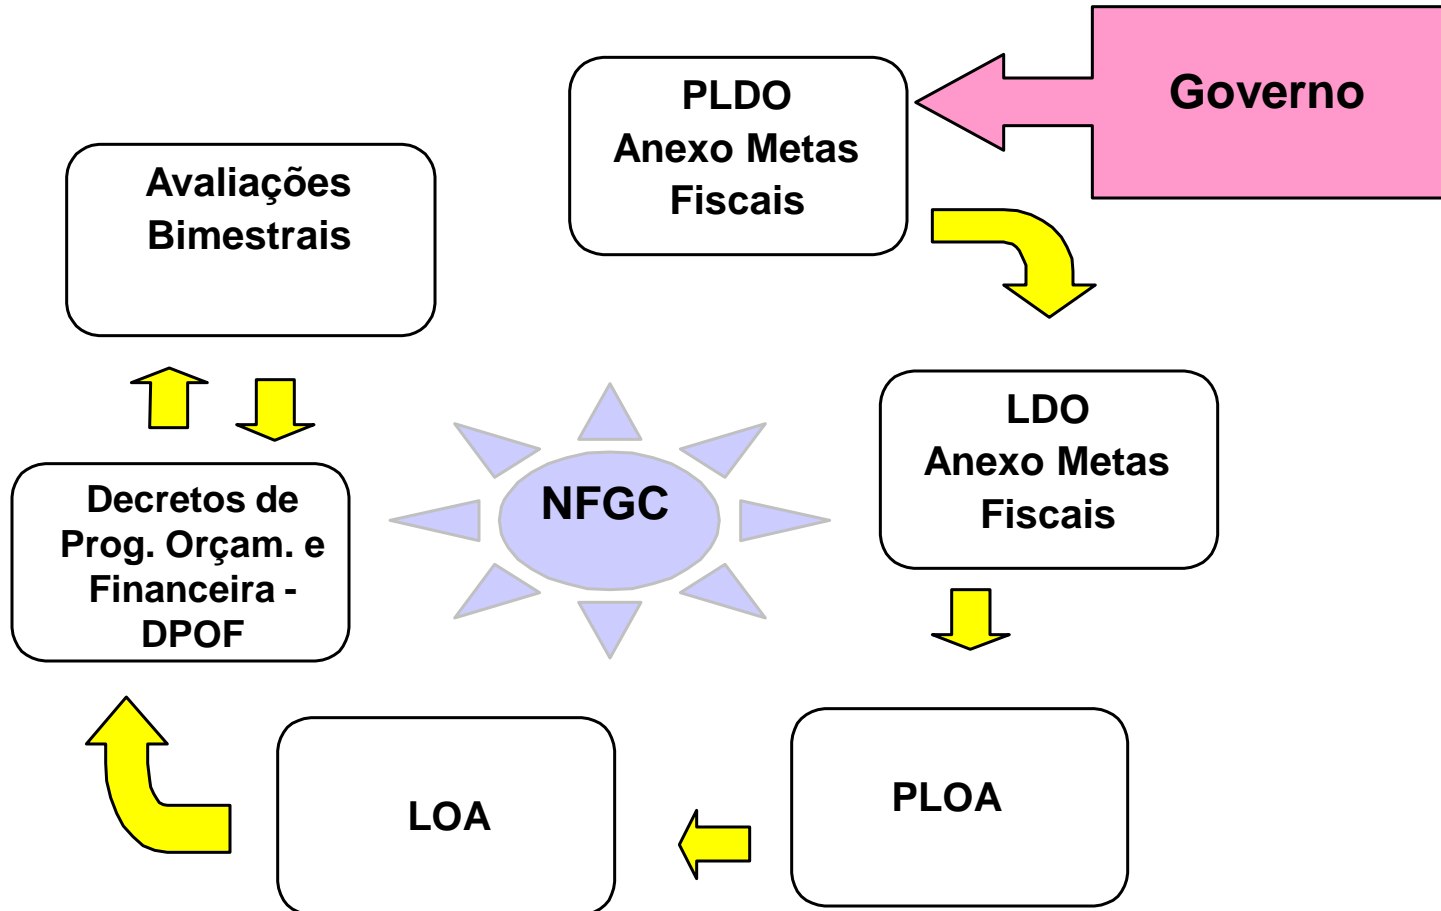 Governo
PLDO
Anexo Metas
Fiscais
Avaliações
Bimestrais
LDO
Anexo Metas
Fiscais
NFGC
Decretos de
Prog. Orçam. e
Financeira -
DPOF
PLOA
LOA